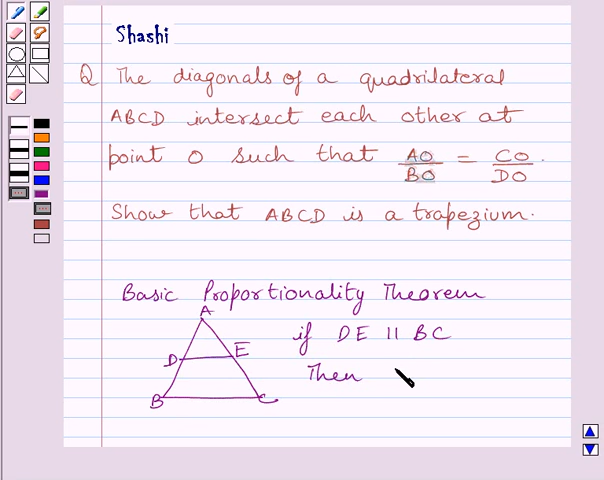 Shashi
Q The diagonals of a quadrilateral
ABCD intersect each other at
point O such that AO/BO = CO/DO.
Show that ABCD is a trapezium.
Basic Proportionality Theorem
A
if DE || BC
D E
Then
B C